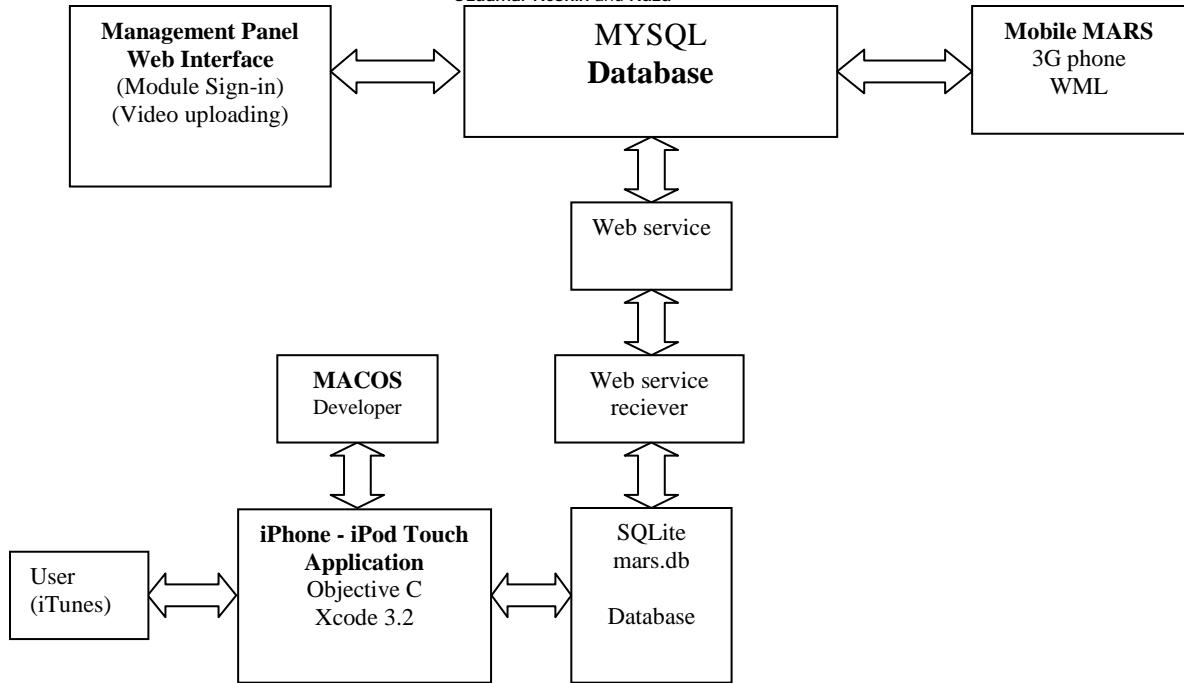 Management Panel
Web Interface
(Module Sign-in)
(Video uploading)
MYSQL
Database
Mobile MARS
3G phone
WML
Web service
MACOS
Developer
Web service
reciever
iPhone - iPod Touch
Application
Objective C
Xcode 3.2
SQLite
mars.db
Database
User
(iTunes)